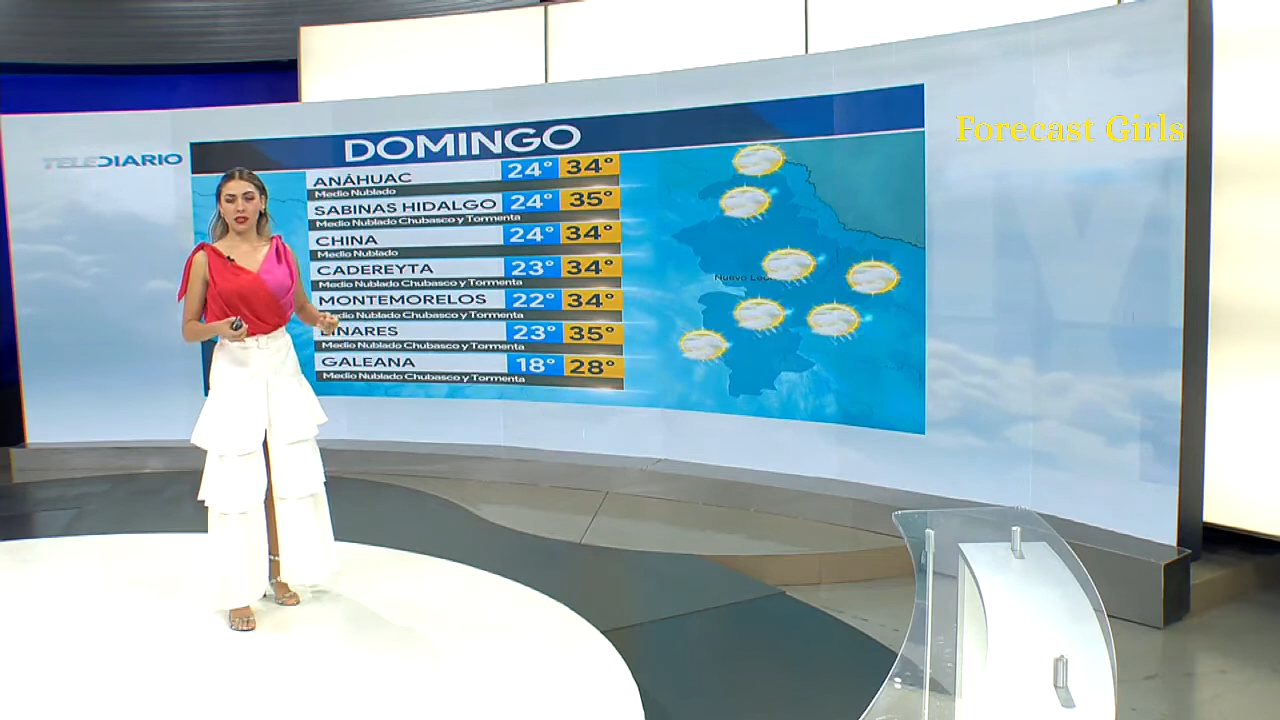 Forecast Girls
TELEDIARIO
DOMINGO
ANÁHUAC 24° 34°
Medio Nublado
SABINAS HIDALGO 24° 35°
Medio Nublado Chubasco y Tormenta
CHINA 24° 34°
Medio Nublado
CADEREYTA 23° 34°
Medio Nublado Chubasco y Tormenta
MONTEMORELOS 22° 34°
Medio Nublado Chubasco y Tormenta
LINARES 23° 35°
Medio Nublado Chubasco y Tormenta
GALEANA 18° 28°
Medio Nublado Chubasco y Tormenta
Nuevo León